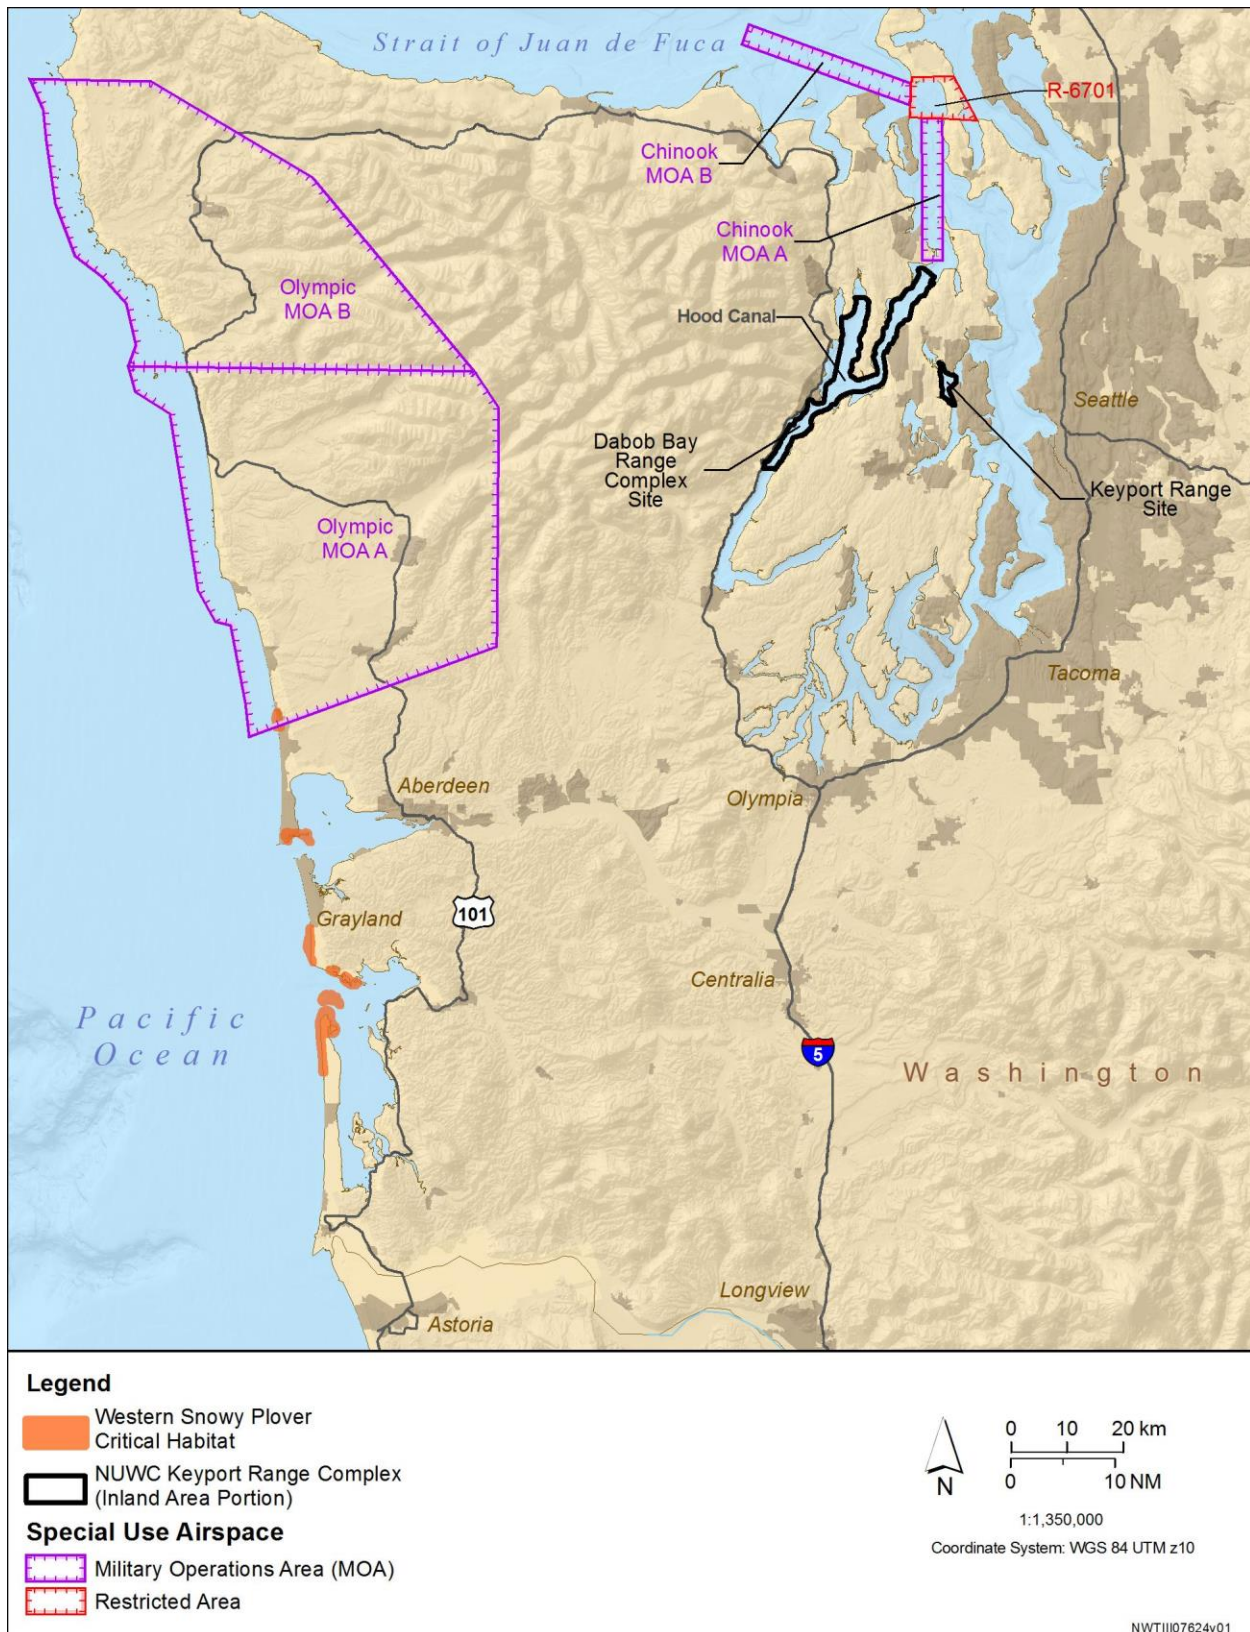 Strait of Juan de Fuca
R-6701
Chinook
MOA B
Chinook
MOA A
Olympic
MOA B
Hood Canal
Seattle
Dabob Bay
Range
Complex
Site
Keyport Range
Site
Olympic
MOA A
Tacoma
Aberdeen
Olympia
101
Grayland
Centralia
Pacific
Ocean
5
Washington
Longview
Astoria
Legend
Western Snowy Plover
Critical Habitat
NUWC Keyport Range Complex
(Inland Area Portion)
Special Use Airspace
Military Operations Area (MOA)
Restricted Area
N
0 10 20 km
0 10 NM
1:1,350,000
Coordinate System: WGS 84 UTM z10
NWTIII07624v01